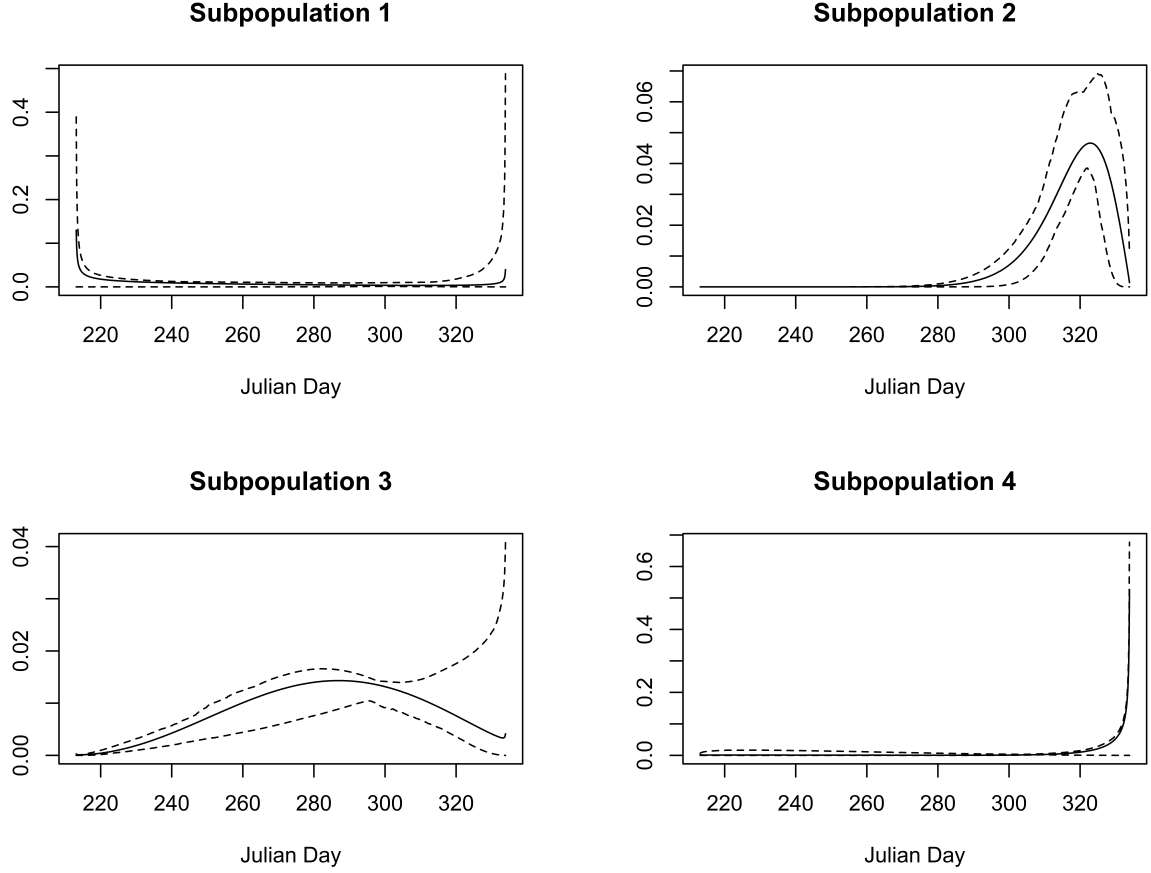 Subpopulation 1
0.0 0.2 0.4
220 240 260 280 300 320
Julian Day
Subpopulation 2
0.00 0.02 0.04 0.06
220 240 260 280 300 320
Julian Day
Subpopulation 3
0.00 0.02 0.04
220 240 260 280 300 320
Julian Day
Subpopulation 4
0.0 0.2 0.4 0.6
220 240 260 280 300 320
Julian Day